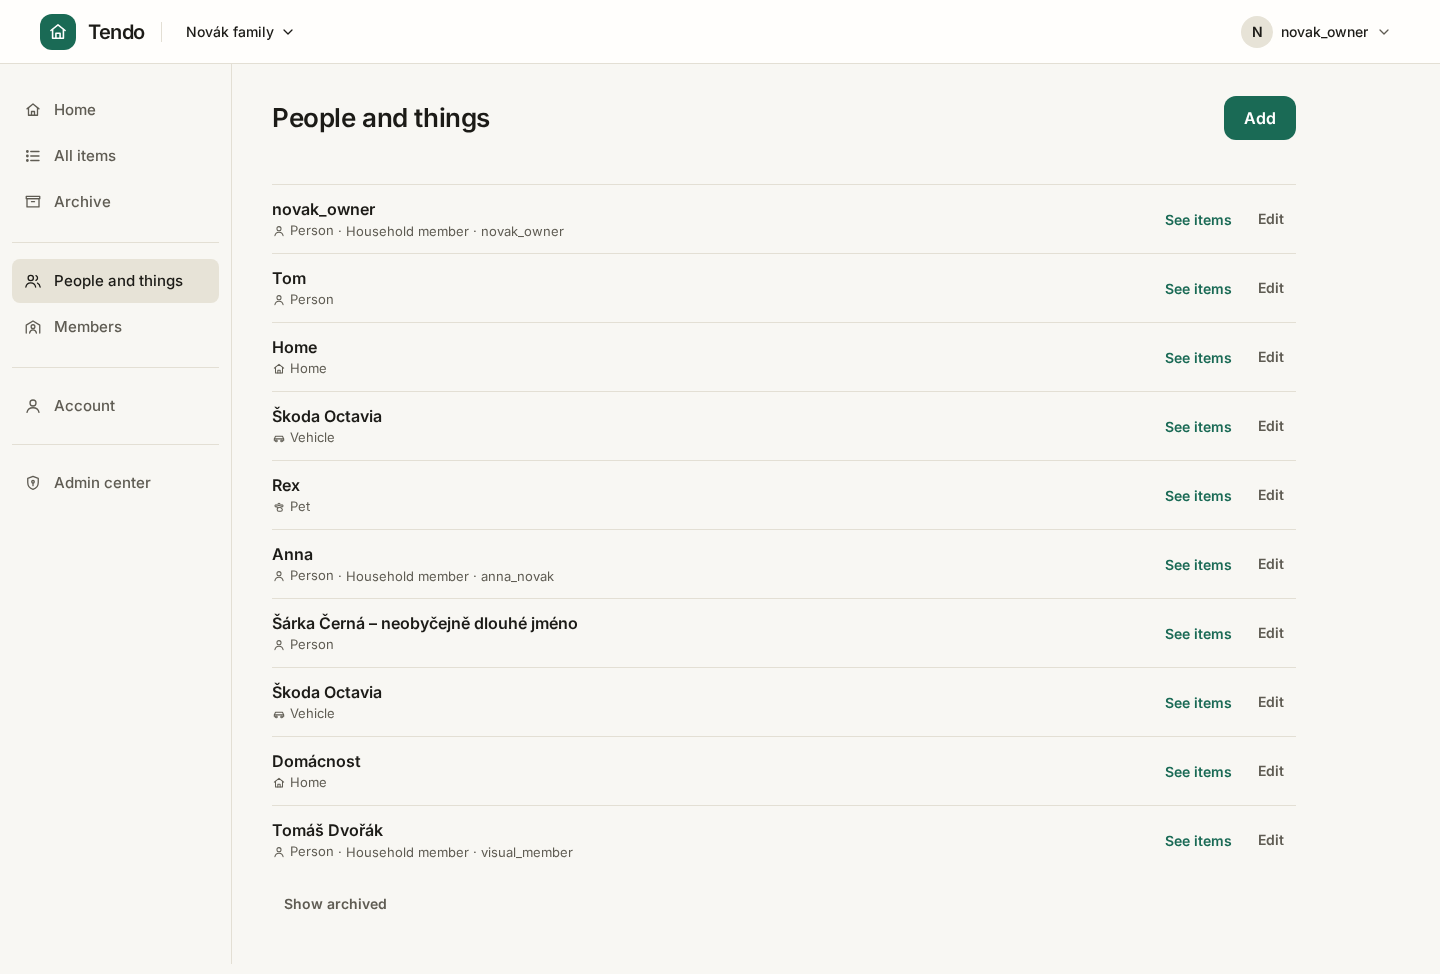 Tendo
Novák family
N
novak_owner
Home
All items
Archive
People and things
Members
Account
Admin center
People and things
Add
novak_owner
Person · Household member · novak_owner
See items
Edit
Tom
Person
See items
Edit
Home
Home
See items
Edit
Škoda Octavia
Vehicle
See items
Edit
Rex
Pet
See items
Edit
Anna
Person · Household member · anna_novak
See items
Edit
Šárka Černá – neobyčejně dlouhé jméno
Person
See items
Edit
Škoda Octavia
Vehicle
See items
Edit
Domácnost
Home
See items
Edit
Tomáš Dvořák
Person · Household member · visual_member
See items
Edit
Show archived